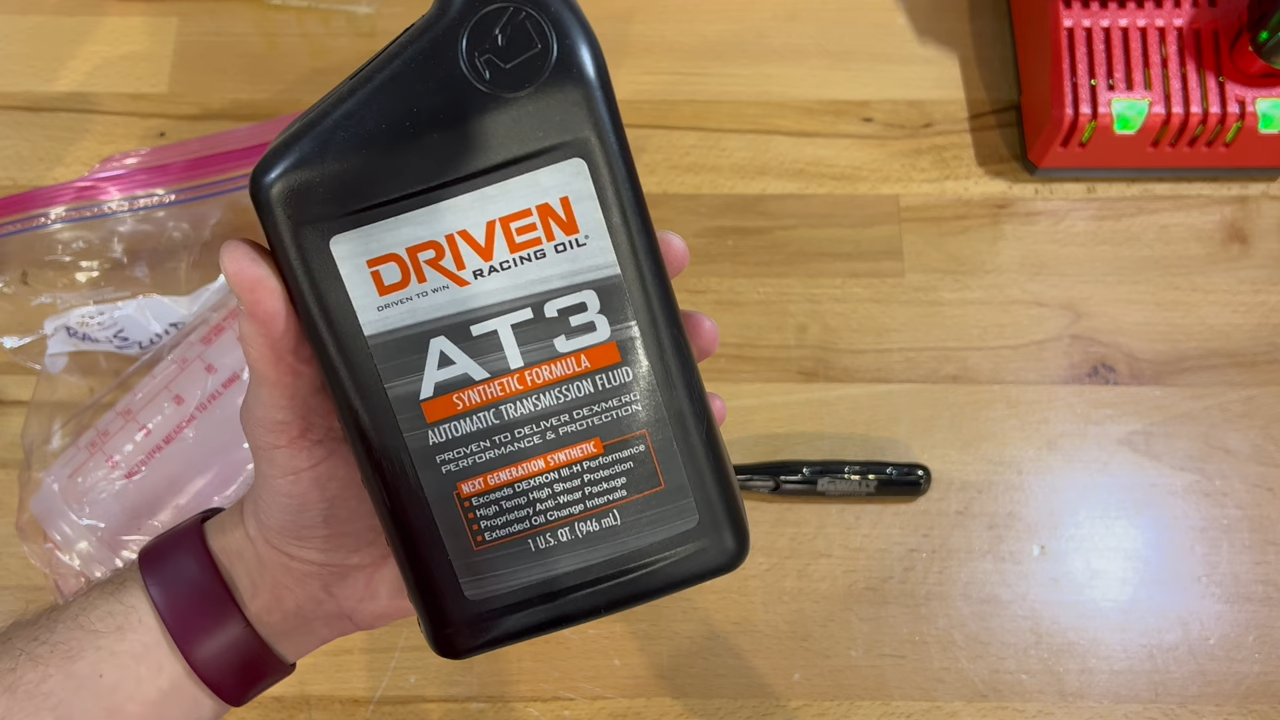 DRIVEN
RACING OIL®
DRIVEN TO WIN
AT3
SYNTHETIC FORMULA
AUTOMATIC TRANSMISSION FLUID
PROVEN TO DELIVER DEX/MERC
PERFORMANCE & PROTECTION
NEXT GENERATION SYNTHETIC
Exceeds DEXRON III-H Performance
High Temp High Shear Protection
Proprietary Anti-Wear Package
Extended Oil Change Intervals
1 U.S. QT. (946 mL)
TRANS
FLUID